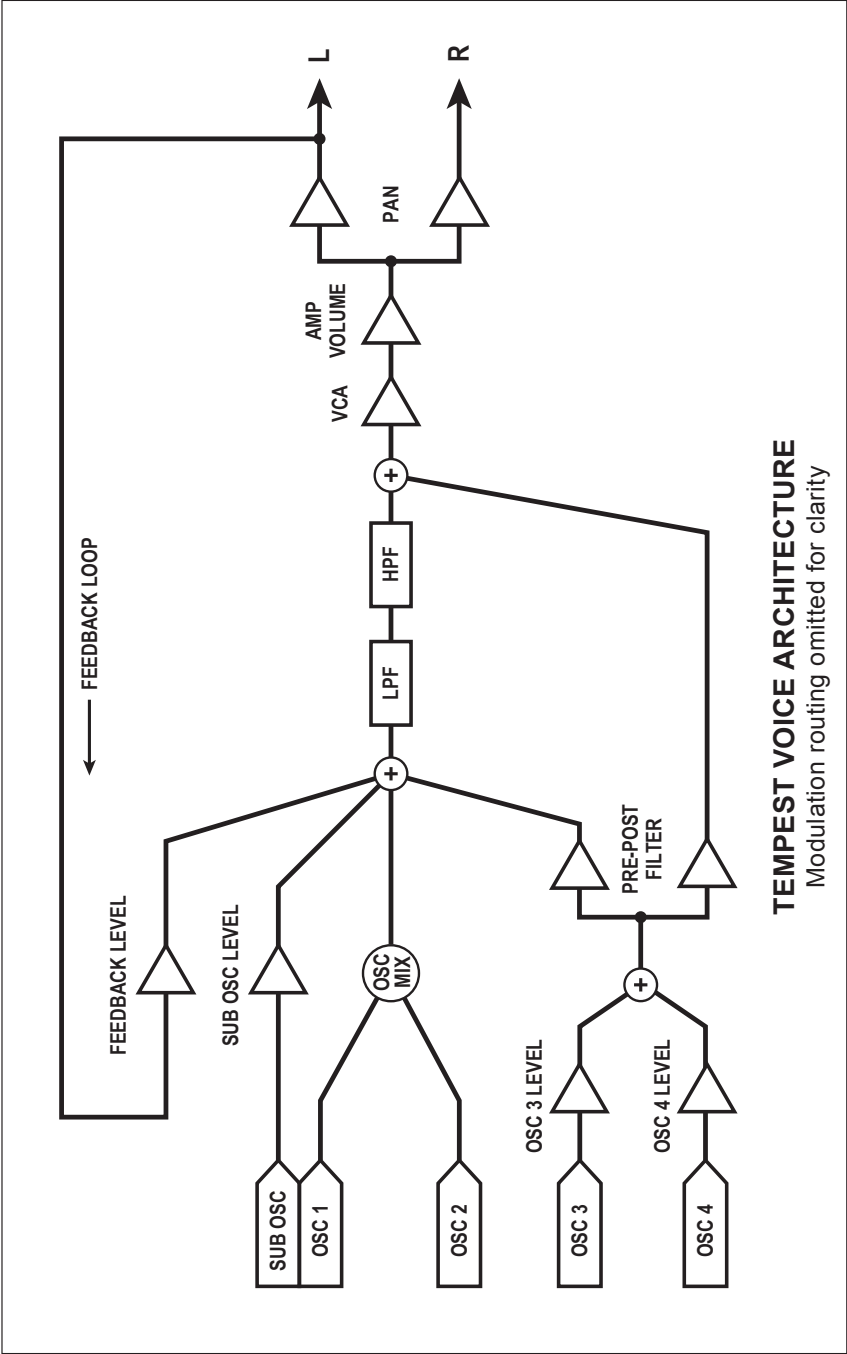 FEEDBACK LOOP
L
R
PAN
AMP
VOLUME
VCA
HPF
LPF
FEEDBACK LEVEL
SUB OSC LEVEL
OSC
MIX
PRE-POST
FILTER
OSC 3 LEVEL
OSC 4 LEVEL
SUB OSC
OSC 1
OSC 2
OSC 3
OSC 4
+
+
+
TEMPEST VOICE ARCHITECTURE
Modulation routing omitted for clarity